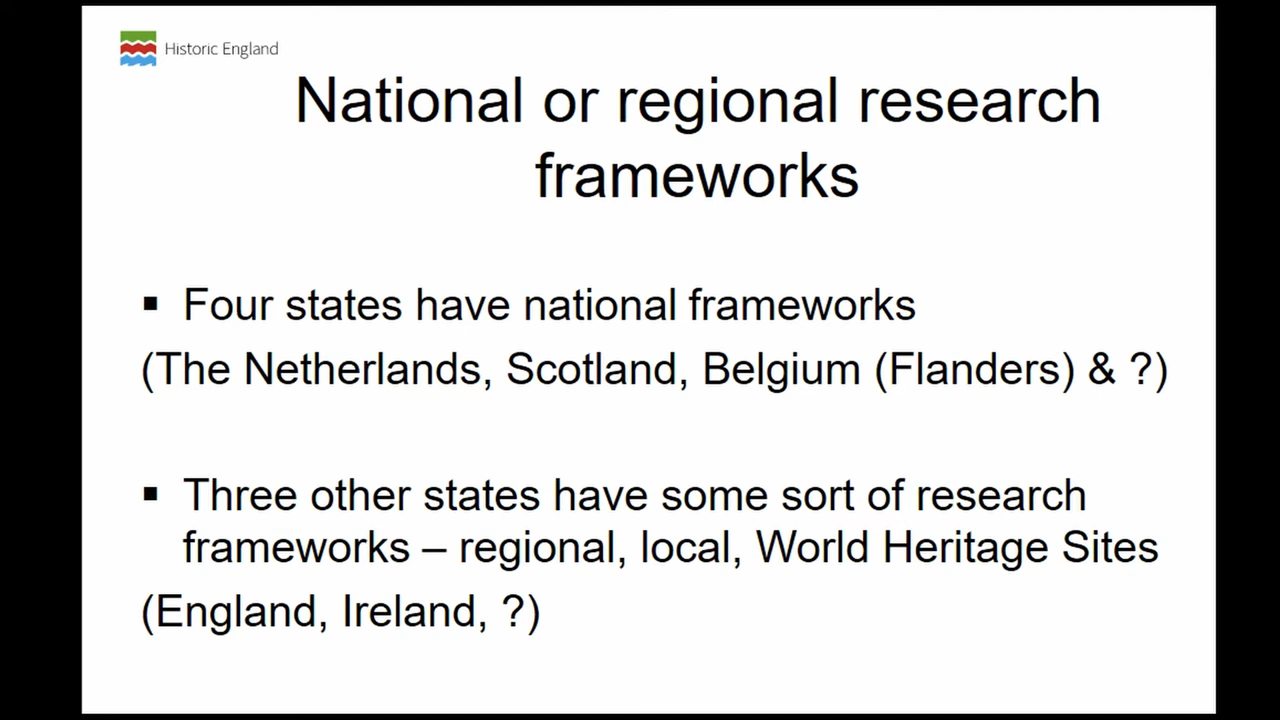 Historic England
National or regional research
frameworks
▪ Four states have national frameworks
(The Netherlands, Scotland, Belgium (Flanders) & ?)
▪ Three other states have some sort of research
frameworks – regional, local, World Heritage Sites
(England, Ireland, ?)